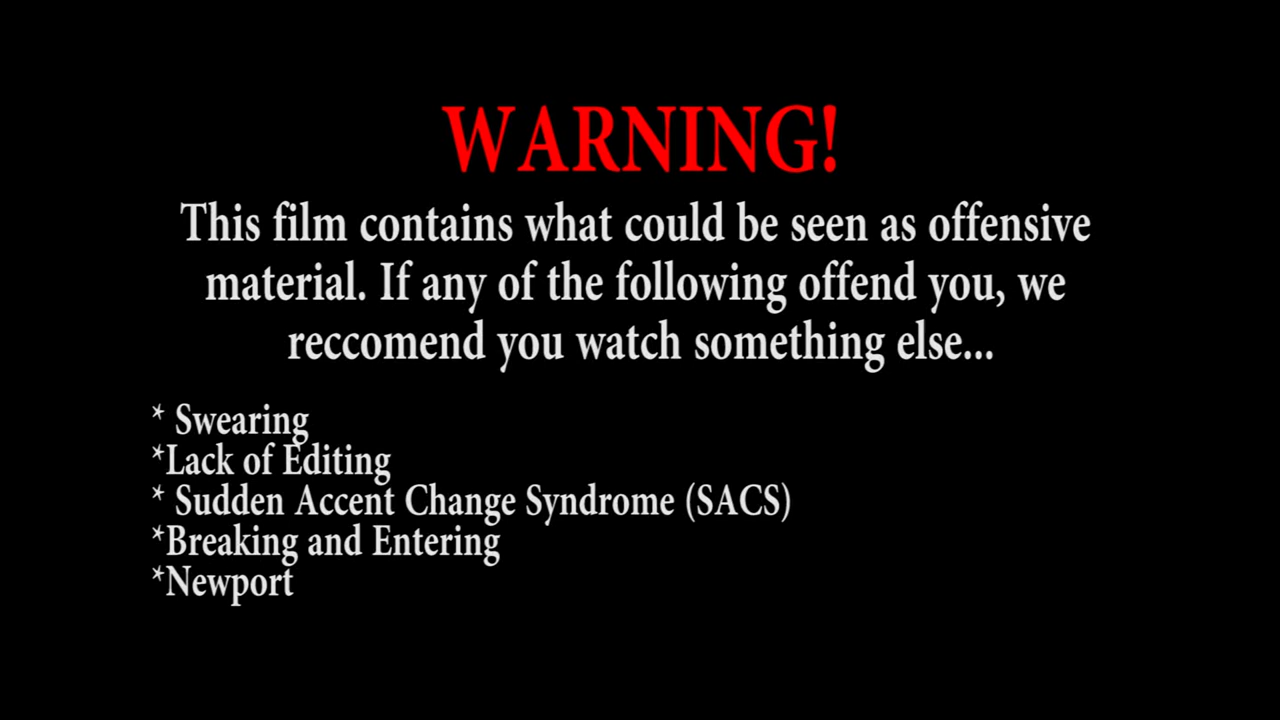 WARNING!
This film contains what could be seen as offensive
material. If any of the following offend you, we
reccomend you watch something else...
* Swearing
*Lack of Editing
* Sudden Accent Change Syndrome (SACS)
*Breaking and Entering
*Newport